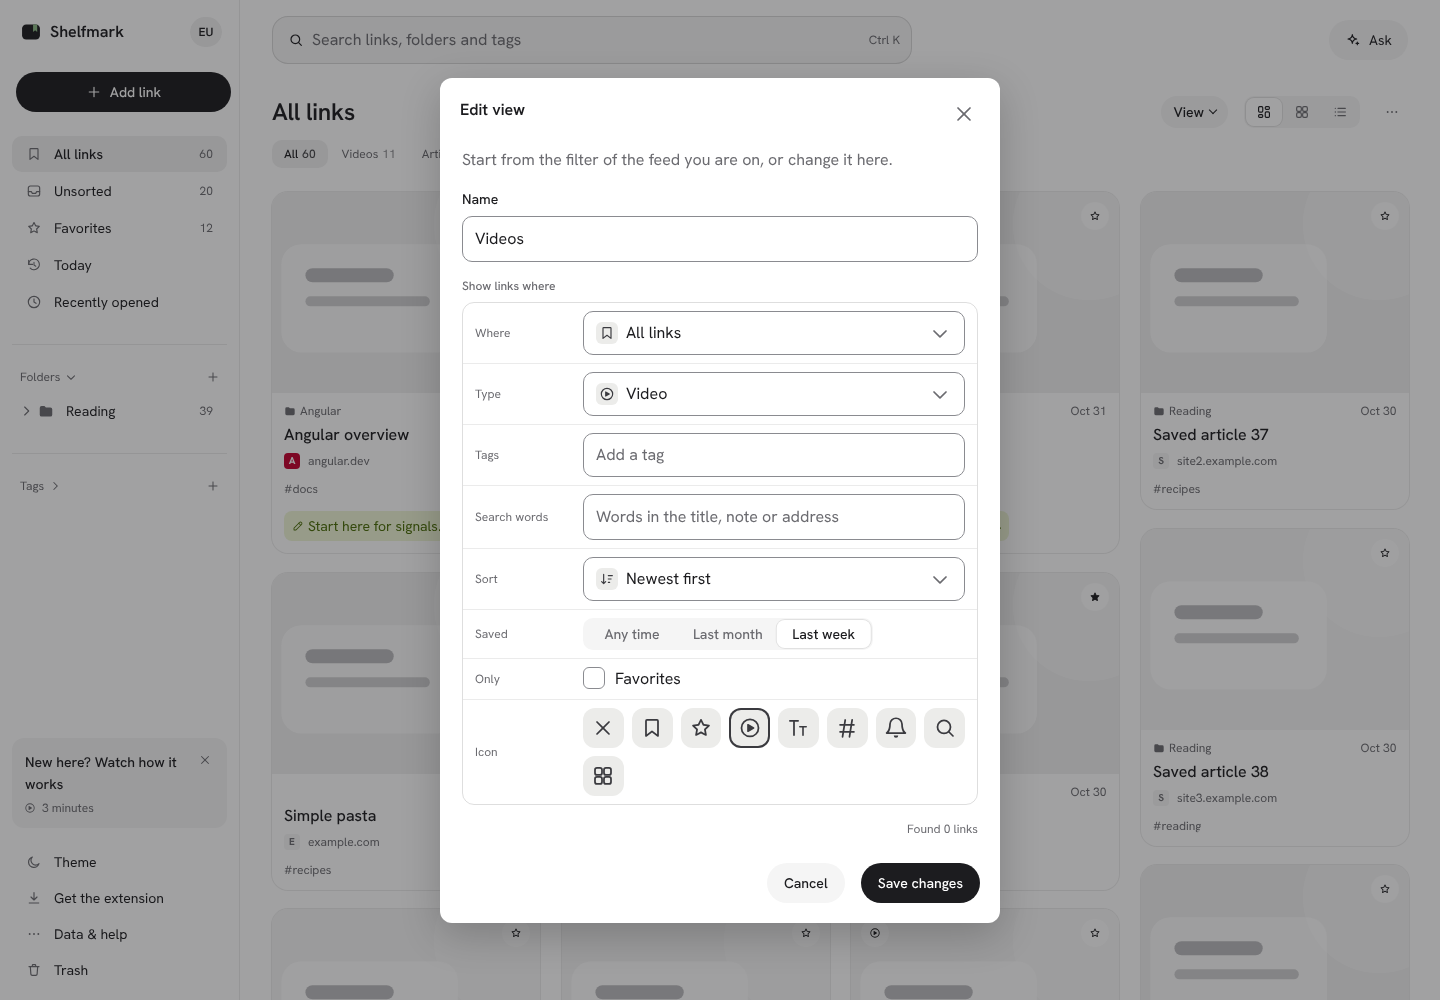 Shelfmark
EU
Add link
All links 60
Unsorted 20
Favorites 12
Today
Recently opened
Folders
Reading 39
Tags
New here? Watch how it
works
3 minutes
Theme
Get the extension
Data & help
Trash
Search links, folders and tags
Ctrl K
Ask
All links
View
All 60
Videos 11
Angular
Angular overview
A angular.dev
#docs
Start here for signals.
Simple pasta
E example.com
#recipes
Edit view
Start from the filter of the feed you are on, or change it here.
Name
Videos
Show links where
Where
All links
Type
Video
Tags
Add a tag
Search words
Words in the title, note or address
Sort
Newest first
Saved
Any time
Last month
Last week
Only
Favorites
Icon
Tт
#
Found 0 links
Cancel
Save changes
Oct 31
Oct 30
Reading
Oct 30
Saved article 37
S site2.example.com
#recipes
Reading
Oct 30
Saved article 38
S site3.example.com
#reading